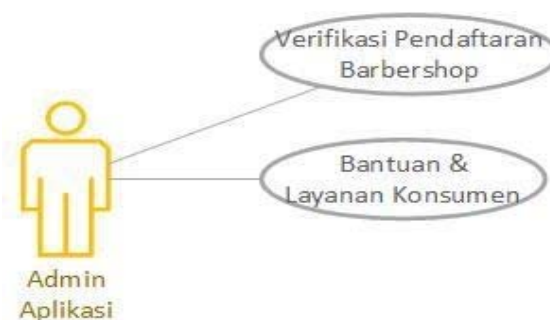 Verifikasi Pendaftaran
Barbershop
Bantuan &
Layanan Konsumen
Admin
Aplikasi